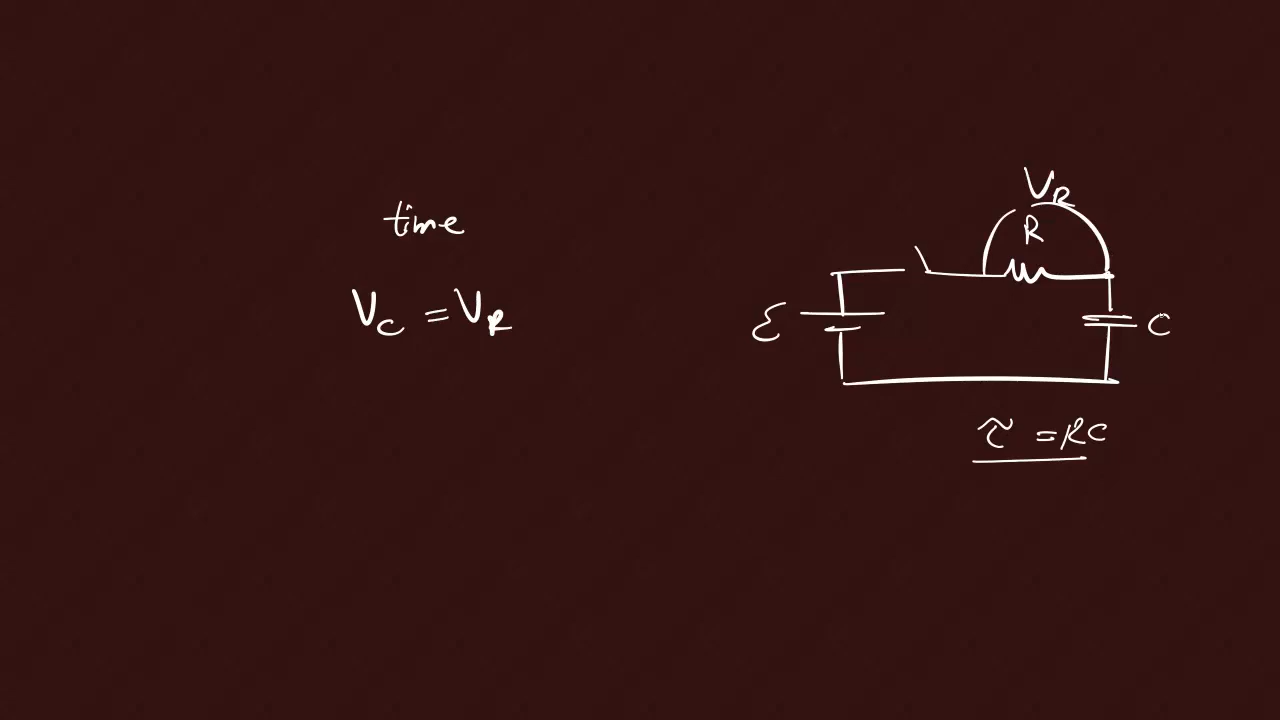 time
V_C = V_R
V_R
R
ℰ
C
τ = RC